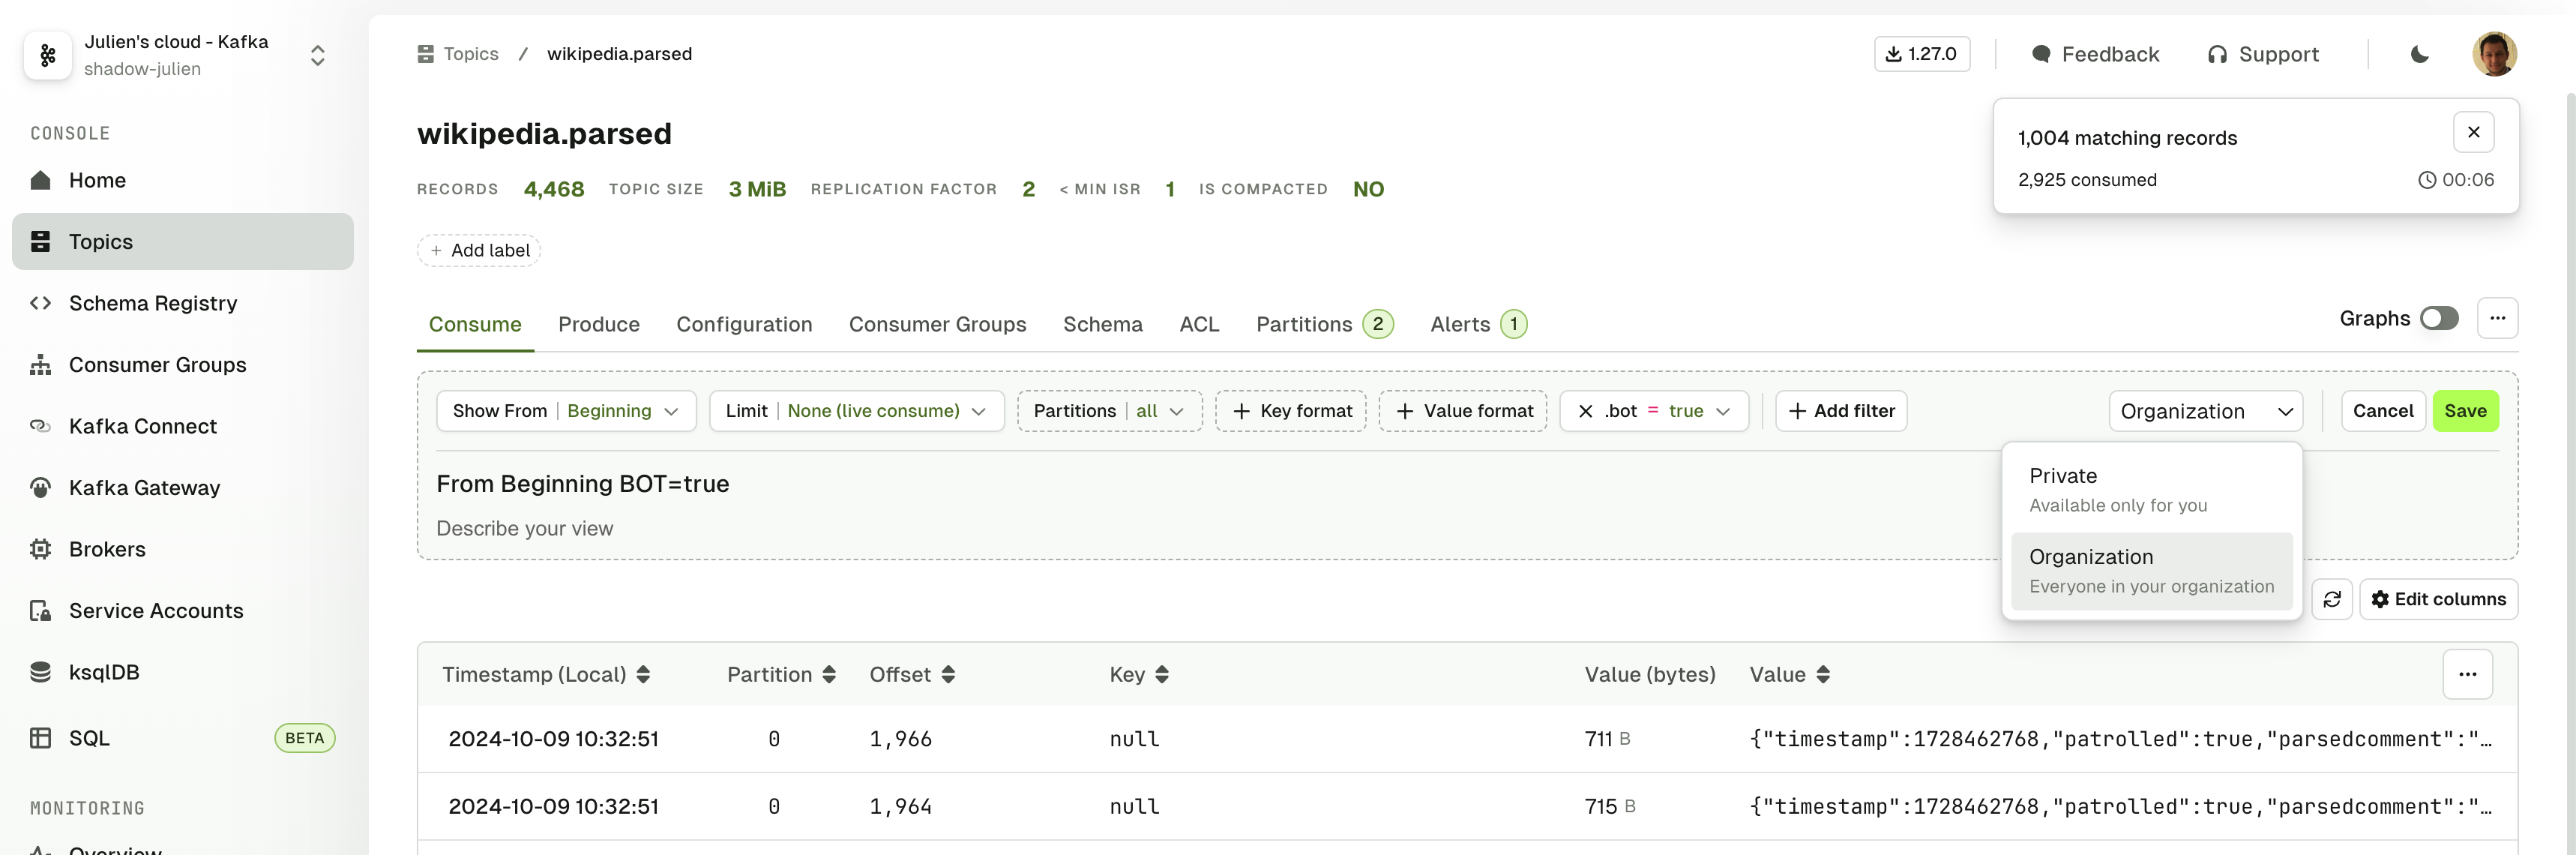 Julien's cloud - Kafka
shadow-julien
CONSOLE
Home
Topics
Schema Registry
Consumer Groups
Kafka Connect
Kafka Gateway
Brokers
Service Accounts
ksqlDB
SQL BETA
MONITORING
Overview
Topics / wikipedia.parsed
1.27.0 Feedback Support
1,004 matching records
2,925 consumed 00:06
wikipedia.parsed
RECORDS 4,468 TOPIC SIZE 3 MiB REPLICATION FACTOR 2 < MIN ISR 1 IS COMPACTED NO
+ Add label
Consume Produce Configuration Consumer Groups Schema ACL Partitions 2 Alerts 1 Graphs ...
Show From | Beginning Limit | None (live consume) Partitions | all + Key format + Value format × .bot = true + Add filter Organization Cancel Save
From Beginning BOT=true
Describe your view
Private
Available only for you
Organization
Everyone in your organization
Edit columns
Timestamp (Local) Partition Offset Key Value (bytes) Value ...
2024-10-09 10:32:51 0 1,966 null 711 B {"timestamp":1728462768,"patrolled":true,"parsedcomment":"…
2024-10-09 10:32:51 0 1,964 null 715 B {"timestamp":1728462768,"patrolled":true,"parsedcomment":"…